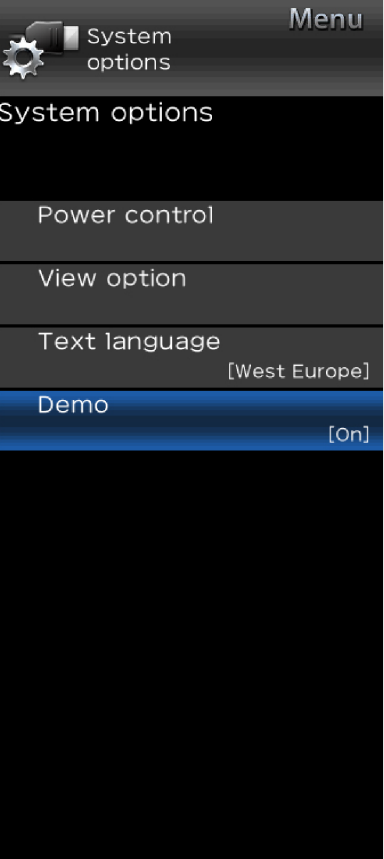 Menu
System
options
System options
Power control
View option
Text language
[West Europe]
Demo
[On]